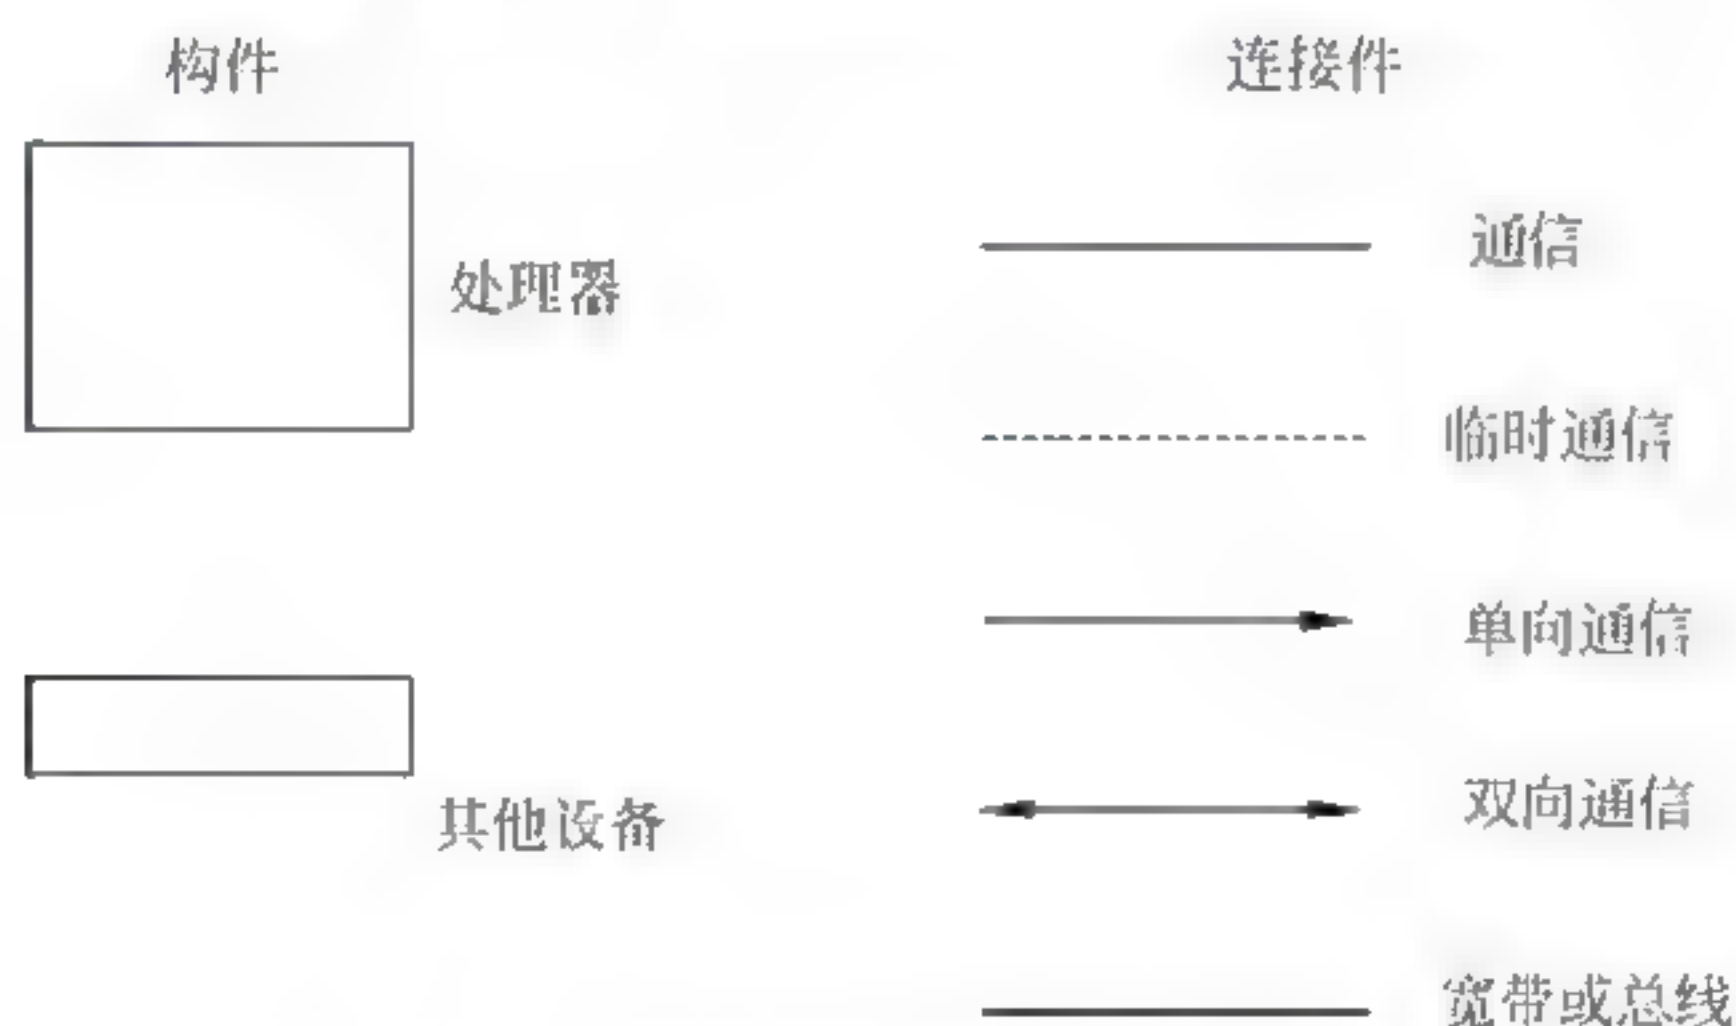 构件
连接件
处理器
通信
临时通信
单向通信
其他设备
双向通信
宽带或总线